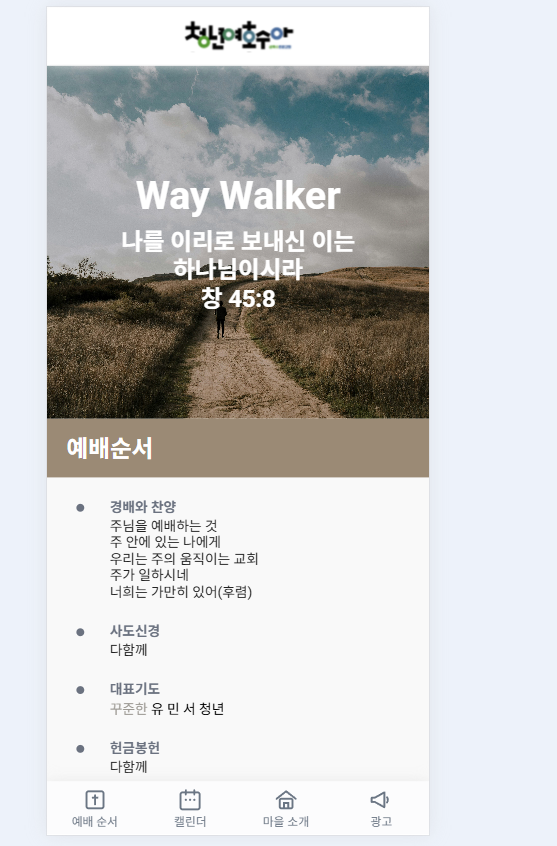 청년여호수아
Way Walker
나를 이리로 보내신 이는
하나님이시라
창 45:8
예배순서
경배와 찬양
주님을 예배하는 것
주 안에 있는 나에게
우리는 주의 움직이는 교회
주가 일하시네
너희는 가만히 있어(후렴)
사도신경
다함께
대표기도
꾸준한 유 민 서 청년
헌금봉헌
다함께
예배 순서 캘린더 마을 소개 광고